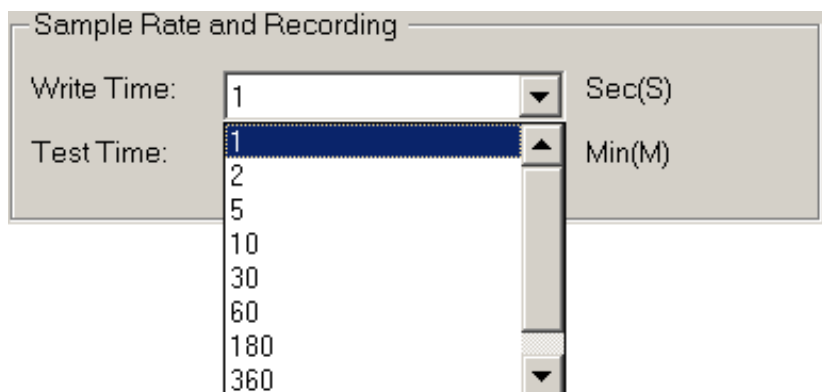 Sample Rate and Recording
Write Time: 1 Sec(S)
Test Time: 1 Min(M)
2
5
10
30
60
180
360